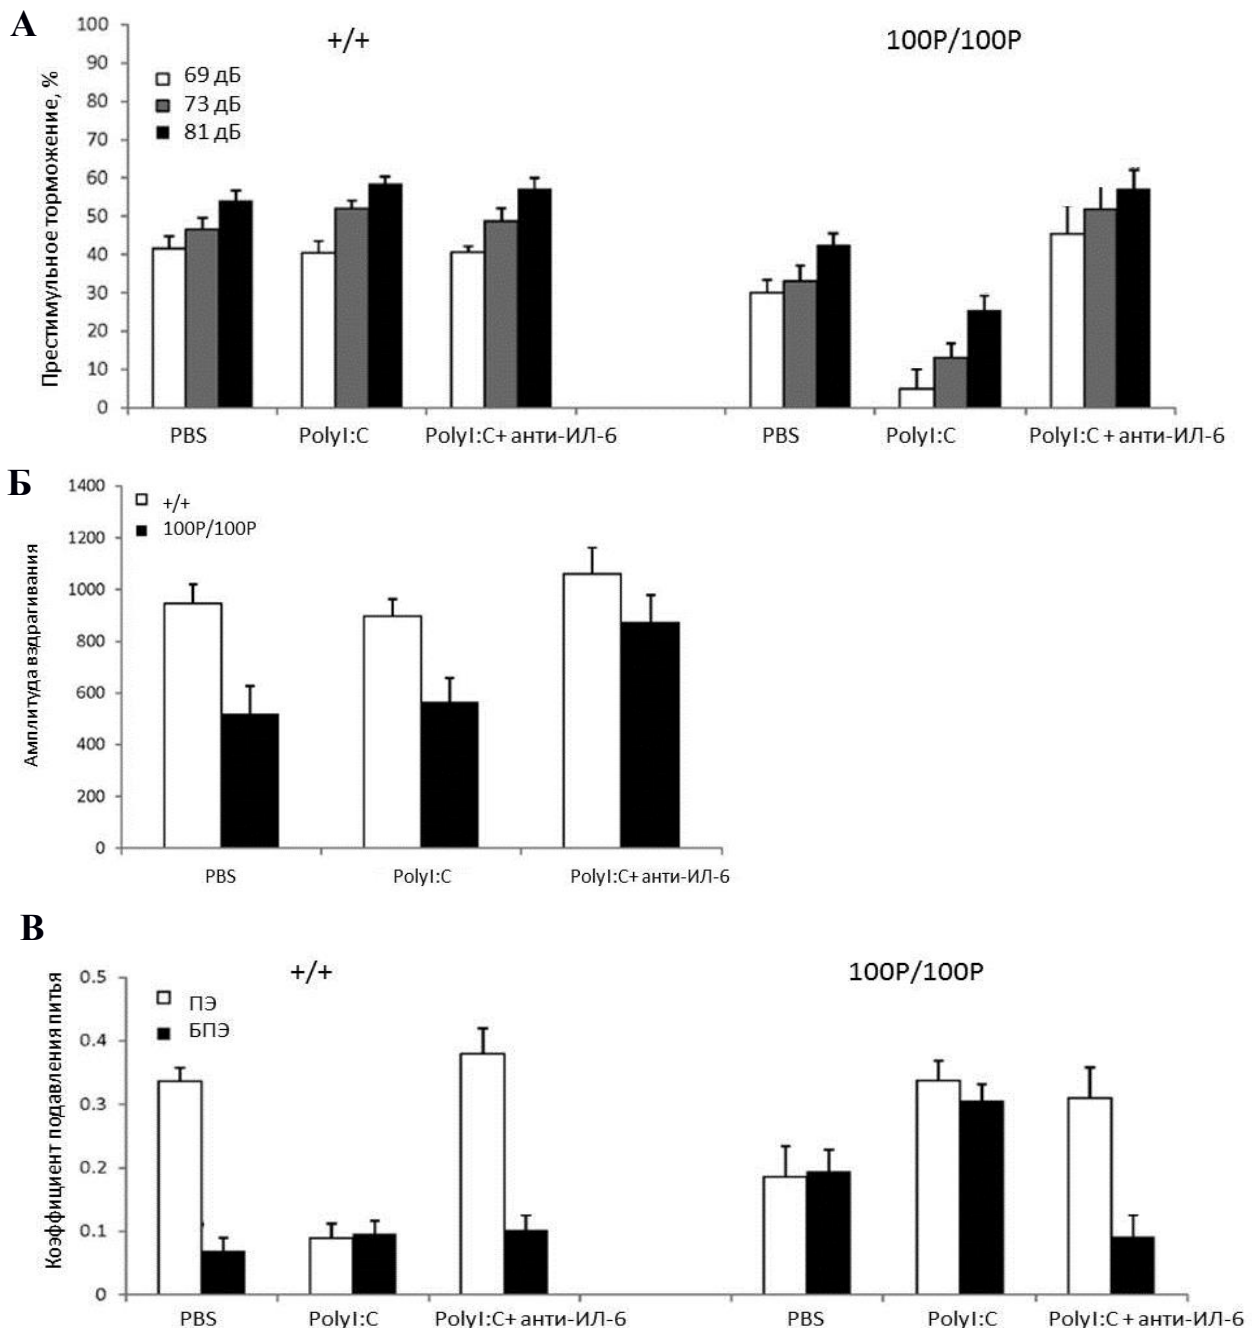 А
Престимульное торможение, %
100
90
80
70
60
50
40
30
20
10
0
+/+
100P/100P
69 дБ
73 дБ
81 дБ
PBS
PolyI:C
PolyI:C+ анти-ИЛ-6
PBS
PolyI:C
PolyI:C + анти-ИЛ-6
Б
Амплитуда вздрагивания
1400
1200
1000
800
600
400
200
0
+/+
100P/100P
PBS
PolyI:C
PolyI:C+ анти-ИЛ-6
В
Коэффициент подавления питья
0.5
0.4
0.3
0.2
0.1
0
+/+
100P/100P
ПЭ
БПЭ
PBS
PolyI:C
PolyI:C+ анти-ИЛ-6
PBS
PolyI:C
PolyI:C + анти-ИЛ-6